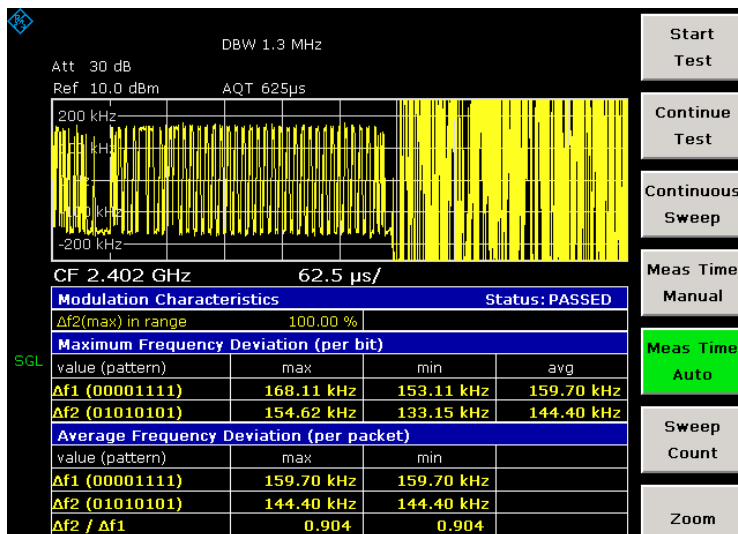 DBW 1.3 MHz
Att 30 dB
Ref 10.0 dBm AQT 625µs
200 kHz
-200 kHz
CF 2.402 GHz 62.5 µs/
Modulation Characteristics Status: PASSED
Δf2(max) in range 100.00 %
Maximum Frequency Deviation (per bit)
SGL
value (pattern) max min avg
Δf1 (00001111) 168.11 kHz 153.11 kHz 159.70 kHz
Δf2 (01010101) 154.62 kHz 133.15 kHz 144.40 kHz
Average Frequency Deviation (per packet)
value (pattern) max min
Δf1 (00001111) 159.70 kHz 159.70 kHz
Δf2 (01010101) 144.40 kHz 144.40 kHz
Δf2 / Δf1 0.904 0.904
Start
Test
Continue
Test
Continuous
Sweep
Meas Time
Manual
Meas Time
Auto
Sweep
Count
Zoom